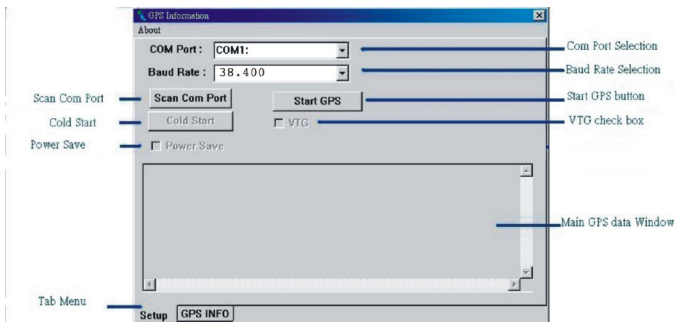 GPS Information
About
COM Port : COM1: Com Port Selection
Baud Rate : 38.400 Baud Rate Selection
Scan Com Port Scan Com Port Start GPS Start GPS button
Cold Start Cold Start VTG VTG check box
Power Save Power Save
Main GPS data Window
Tab Menu
Setup GPS INFO